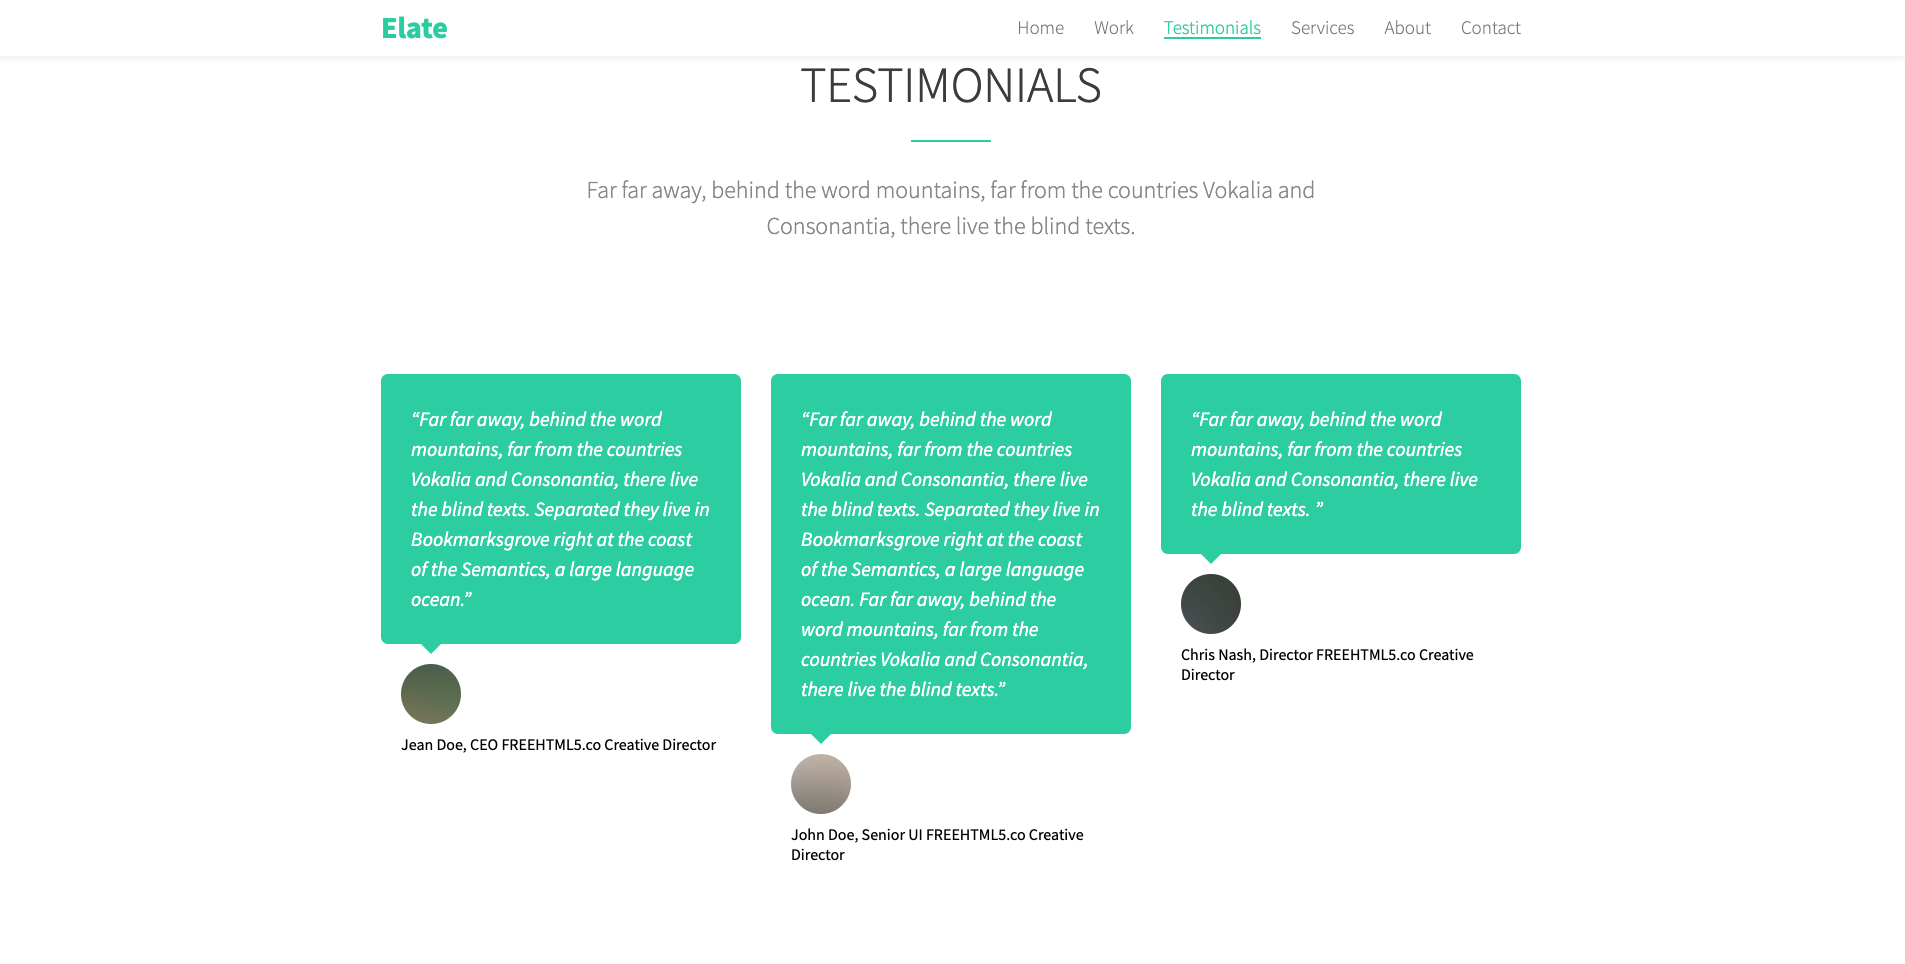 Elate
Home
Work
Testimonials
Services
About
Contact
TESTIMONIALS
Far far away, behind the word mountains, far from the countries Vokalia and
Consonantia, there live the blind texts.
“Far far away, behind the word
mountains, far from the countries
Vokalia and Consonantia, there live
the blind texts. Separated they live in
Bookmarksgrove right at the coast
of the Semantics, a large language
ocean.”
Jean Doe, CEO FREEHTML5.co Creative Director
“Far far away, behind the word
mountains, far from the countries
Vokalia and Consonantia, there live
the blind texts. Separated they live in
Bookmarksgrove right at the coast
of the Semantics, a large language
ocean. Far far away, behind the
word mountains, far from the
countries Vokalia and Consonantia,
there live the blind texts.”
John Doe, Senior UI FREEHTML5.co Creative
Director
“Far far away, behind the word
mountains, far from the countries
Vokalia and Consonantia, there live
the blind texts. ”
Chris Nash, Director FREEHTML5.co Creative
Director